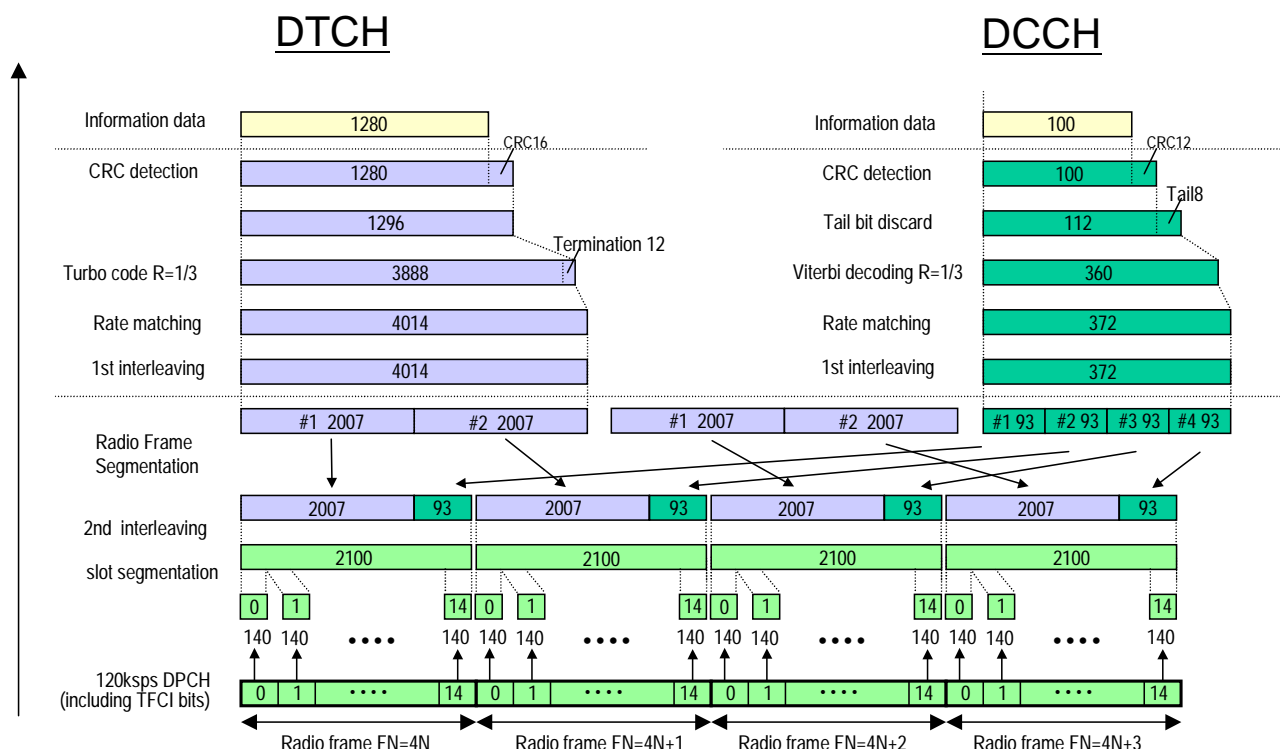 DTCH DCCH
Information data 1280 Information data 100
CRC16 CRC12
CRC detection 1280 CRC detection 100
Tail8
1296 Tail bit discard 112
Termination 12
Turbo code R=1/3 3888 Viterbi decoding R=1/3 360
Rate matching 4014 Rate matching 372
1st interleaving 4014 1st interleaving 372
#1 2007 #2 2007 #1 2007 #2 2007 #1 93 #2 93 #3 93 #4 93
Radio Frame
Segmentation
2007 93 2007 93 2007 93 2007 93
2nd interleaving
2100 2100 2100 2100
slot segmentation
0 1 14 0 1 14 0 1 14 0 1 14
140 140 •••• 140 140 140 •••• 140 140 140 •••• 140 140 140 •••• 140
120ksps DPCH
(including TFCI bits)
0 1 •••• 14 0 1 •••• 14 0 1 •••• 14 0 1 •••• 14
Radio frame FN=4N Radio frame FN=4N+1 Radio frame FN=4N+2 Radio frame FN=4N+3